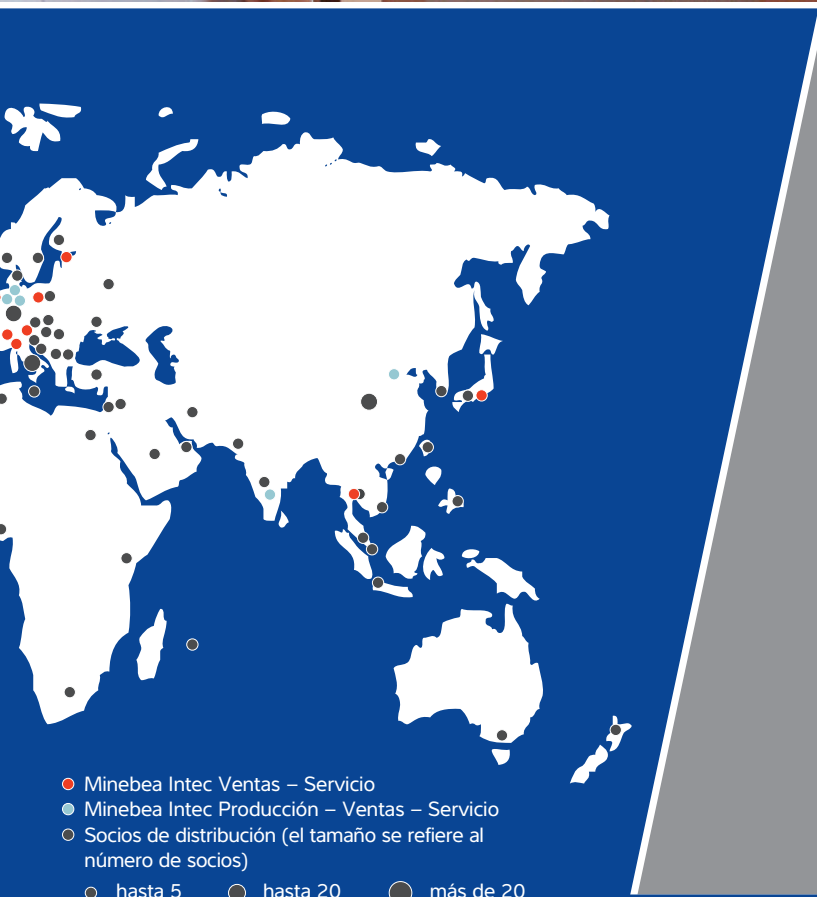 Minebea Intec Ventas – Servicio
Minebea Intec Producción – Ventas – Servicio
Socios de distribución (el tamaño se refiere al
número de socios)
hasta 5 hasta 20 más de 20